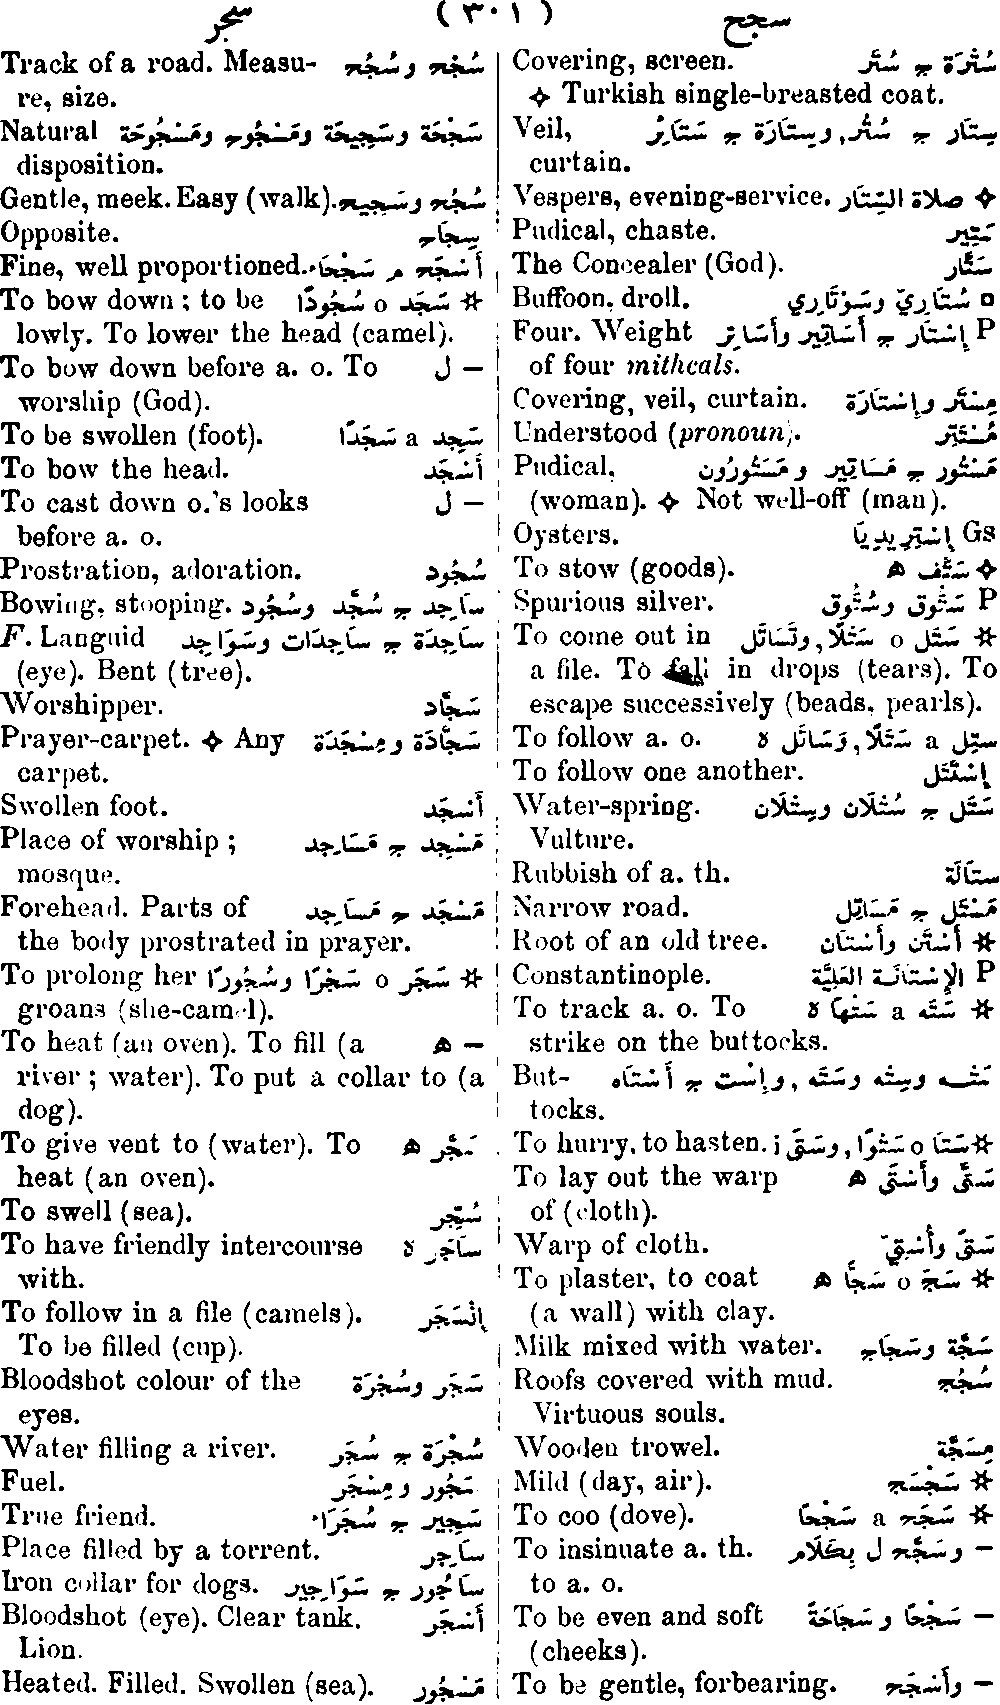 سجر ( ٣٠١ ) سجح
Covering, screen. سُتْرَة ج سُتَر
✧ Turkish single-breasted coat.
Veil, سِتَار ج سُتُر, وسِتَارَة ج سَتَائِر
curtain.
Vespers, evening-service. صلاة السِّتَار ✧
Pudical, chaste. سَتِير
The Concealer (God). سَتَّار
Buffoon, droll. سُتَارِيّ وسَوْتَارِي □
Four. Weight إِسْتَار ج أَسَاتِير وأَسَاتِر P
of four mithcals.
Covering, veil, curtain. مِسْتَر وإِسْتَارَة
Understood (pronoun). مُسْتَتِر
Pudical, مَسْتُور ج مَسَاتِير ومَسْتُورُون
(woman). ✧ Not well-off (man).
Oysters. إِسْتِرِيدِيَا Gs
To stow (goods). سَتَّف ه ✧
Spurious silver. سَتُّوق وسُتُّوق P
To come out in سَتَل o سَتْلًا, وتَسَاتَل ☆
a file. To fall in drops (tears). To
escape successively (beads, pearls).
To follow a. o. سَتِل a سَتَلًا, وَسَاتَل ه
To follow one another. إِسْتَتَل
Water-spring. سَتَل ج سُتْلَان وسِتْلَان
Vulture.
Rubbish of a. th. ستَالَة
Narrow road. مَسْتَل ج مَسَاتِل
Root of an old tree. أَسْتَن وأَسْتَان ☆
Constantinople. الإِسْتَانَة العَلِيَّة P
To track a. o. To سَتَه a سَتْهًا ه ☆
strike on the buttocks.
But- سَتْه وسِتْه وسَتَه, وإِسْت ج أَسْتَاه
tocks.
To hurry, to hasten. سَتَا o سَتْوًا, وسَتَى i ☆
To lay out the warp سَتَّى وأَسْتَى ه
of (cloth).
Warp of cloth. سَتًى وأُسْتِيّ
To plaster, to coat سَجَّ o سَجًّا ه ☆
(a wall) with clay.
Milk mixed with water. سَجَّة وسَجَاج
Roofs covered with mud. سُجُج
Virtuous souls.
Wooden trowel. مِسَجَّة
Mild (day, air). سَجْسَج ☆
To coo (dove). سَجَح a سَجْحًا ☆
To insinuate a. th. وسَجَّح ل بِكَلَام –
to a. o.
To be even and soft سَجْحًا وسَجَاحَةً –
(cheeks).
To be gentle, forbearing. وأَسْجَح –
Track of a road. Measu- سُجْح وسُجُح
re, size.
Natural سَجْحَة وسَجِيحَة ومَسْجُوح ومَسْجُوحَة
disposition.
Gentle, meek. Easy (walk). سُجُح وسَجِيح
Opposite. سِجَاح
Fine, well proportioned. أَسْجَح م سَجْحَاء
To bow down ; to be سَجَد o سُجُودًا ☆
lowly. To lower the head (camel).
To bow down before a. o. To ل –
worship (God).
To be swollen (foot). سَجِد a سَجَدًا
To bow the head. أَسْجَد
To cast down o.'s looks ل –
before a. o.
Prostration, adoration. سُجُود
Bowing, stooping. سَاجِد ج سُجَّد وسُجُود
F. Languid سَاجِدَة ج سَاجِدَات وسَوَاجِد
(eye). Bent (tree).
Worshipper. سَجَّاد
Prayer-carpet. ✧ Any سَجَّادَة ومِسْجَدَة
carpet.
Swollen foot. أَسْجَد
Place of worship ; مَسْجِد ج مَسَاجِد
mosque.
Forehead. Parts of مَسْجَد ج مَسَاجِد
the body prostrated in prayer.
To prolong her سَجَر o سَجْرًا وسُجُورًا ☆
groans (she-camel).
To heat (an oven). To fill (a ه –
river ; water). To put a collar to (a
dog).
To give vent to (water). To سَجَّر ه
heat (an oven).
To swell (sea). سُجِّر
To have friendly intercourse سَاجَر ه
with.
To follow in a file (camels). إِنْسَجَر
To be filled (cup).
Bloodshot colour of the سَجَر وسُجْرَة
eyes.
Water filling a river. سُجْرَة ج سُجَر
Fuel. سَجُور ومِسْجَر
True friend. سَجِير ج سُجَرَاء
Place filled by a torrent. سَاجِر
Iron collar for dogs. سَاجُور ج سَوَاجِير
Bloodshot (eye). Clear tank. أَسْجَر
Lion.
Heated. Filled. Swollen (sea). مَسْجُور